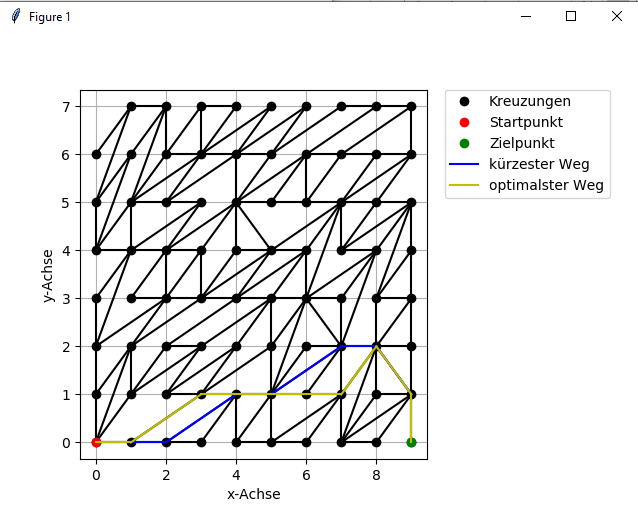 Figure 1
Kreuzungen
Startpunkt
Zielpunkt
kürzester Weg
optimalster Weg
7
6
5
4
3
2
1
0
y-Achse
0 2 4 6 8
x-Achse